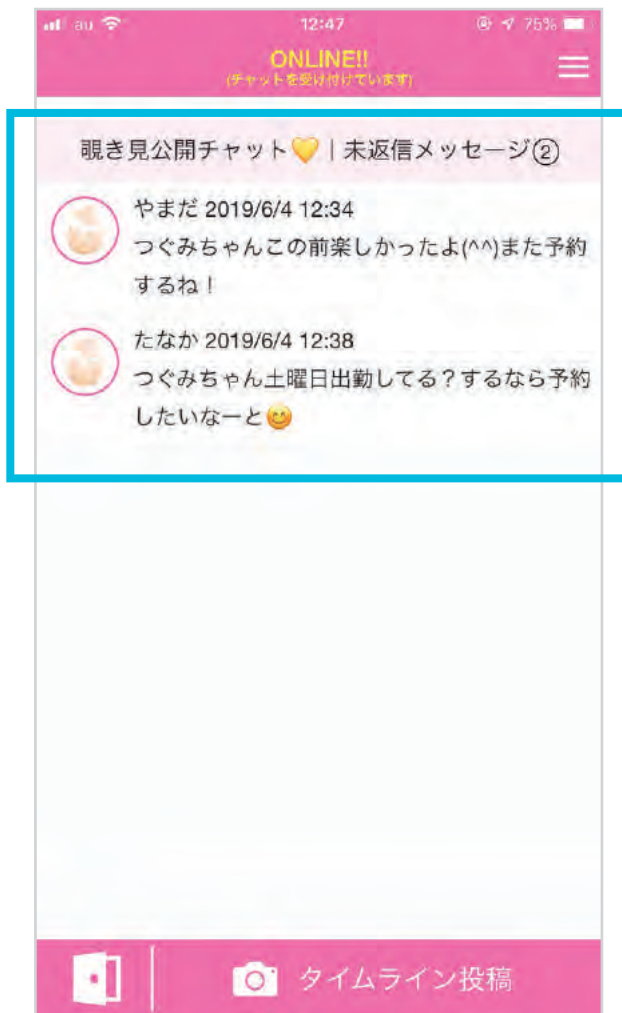 au 12:47 75%
ONLINE!!
(チャットを受け付けています)
覗き見公開チャット💛｜未返信メッセージ②
やまだ 2019/6/4 12:34
つぐみちゃんこの前楽しかったよ(^^)また予約
するね！
たなか 2019/6/4 12:38
つぐみちゃん土曜日出勤してる？するなら予約
したいなーと😊
タイムライン投稿